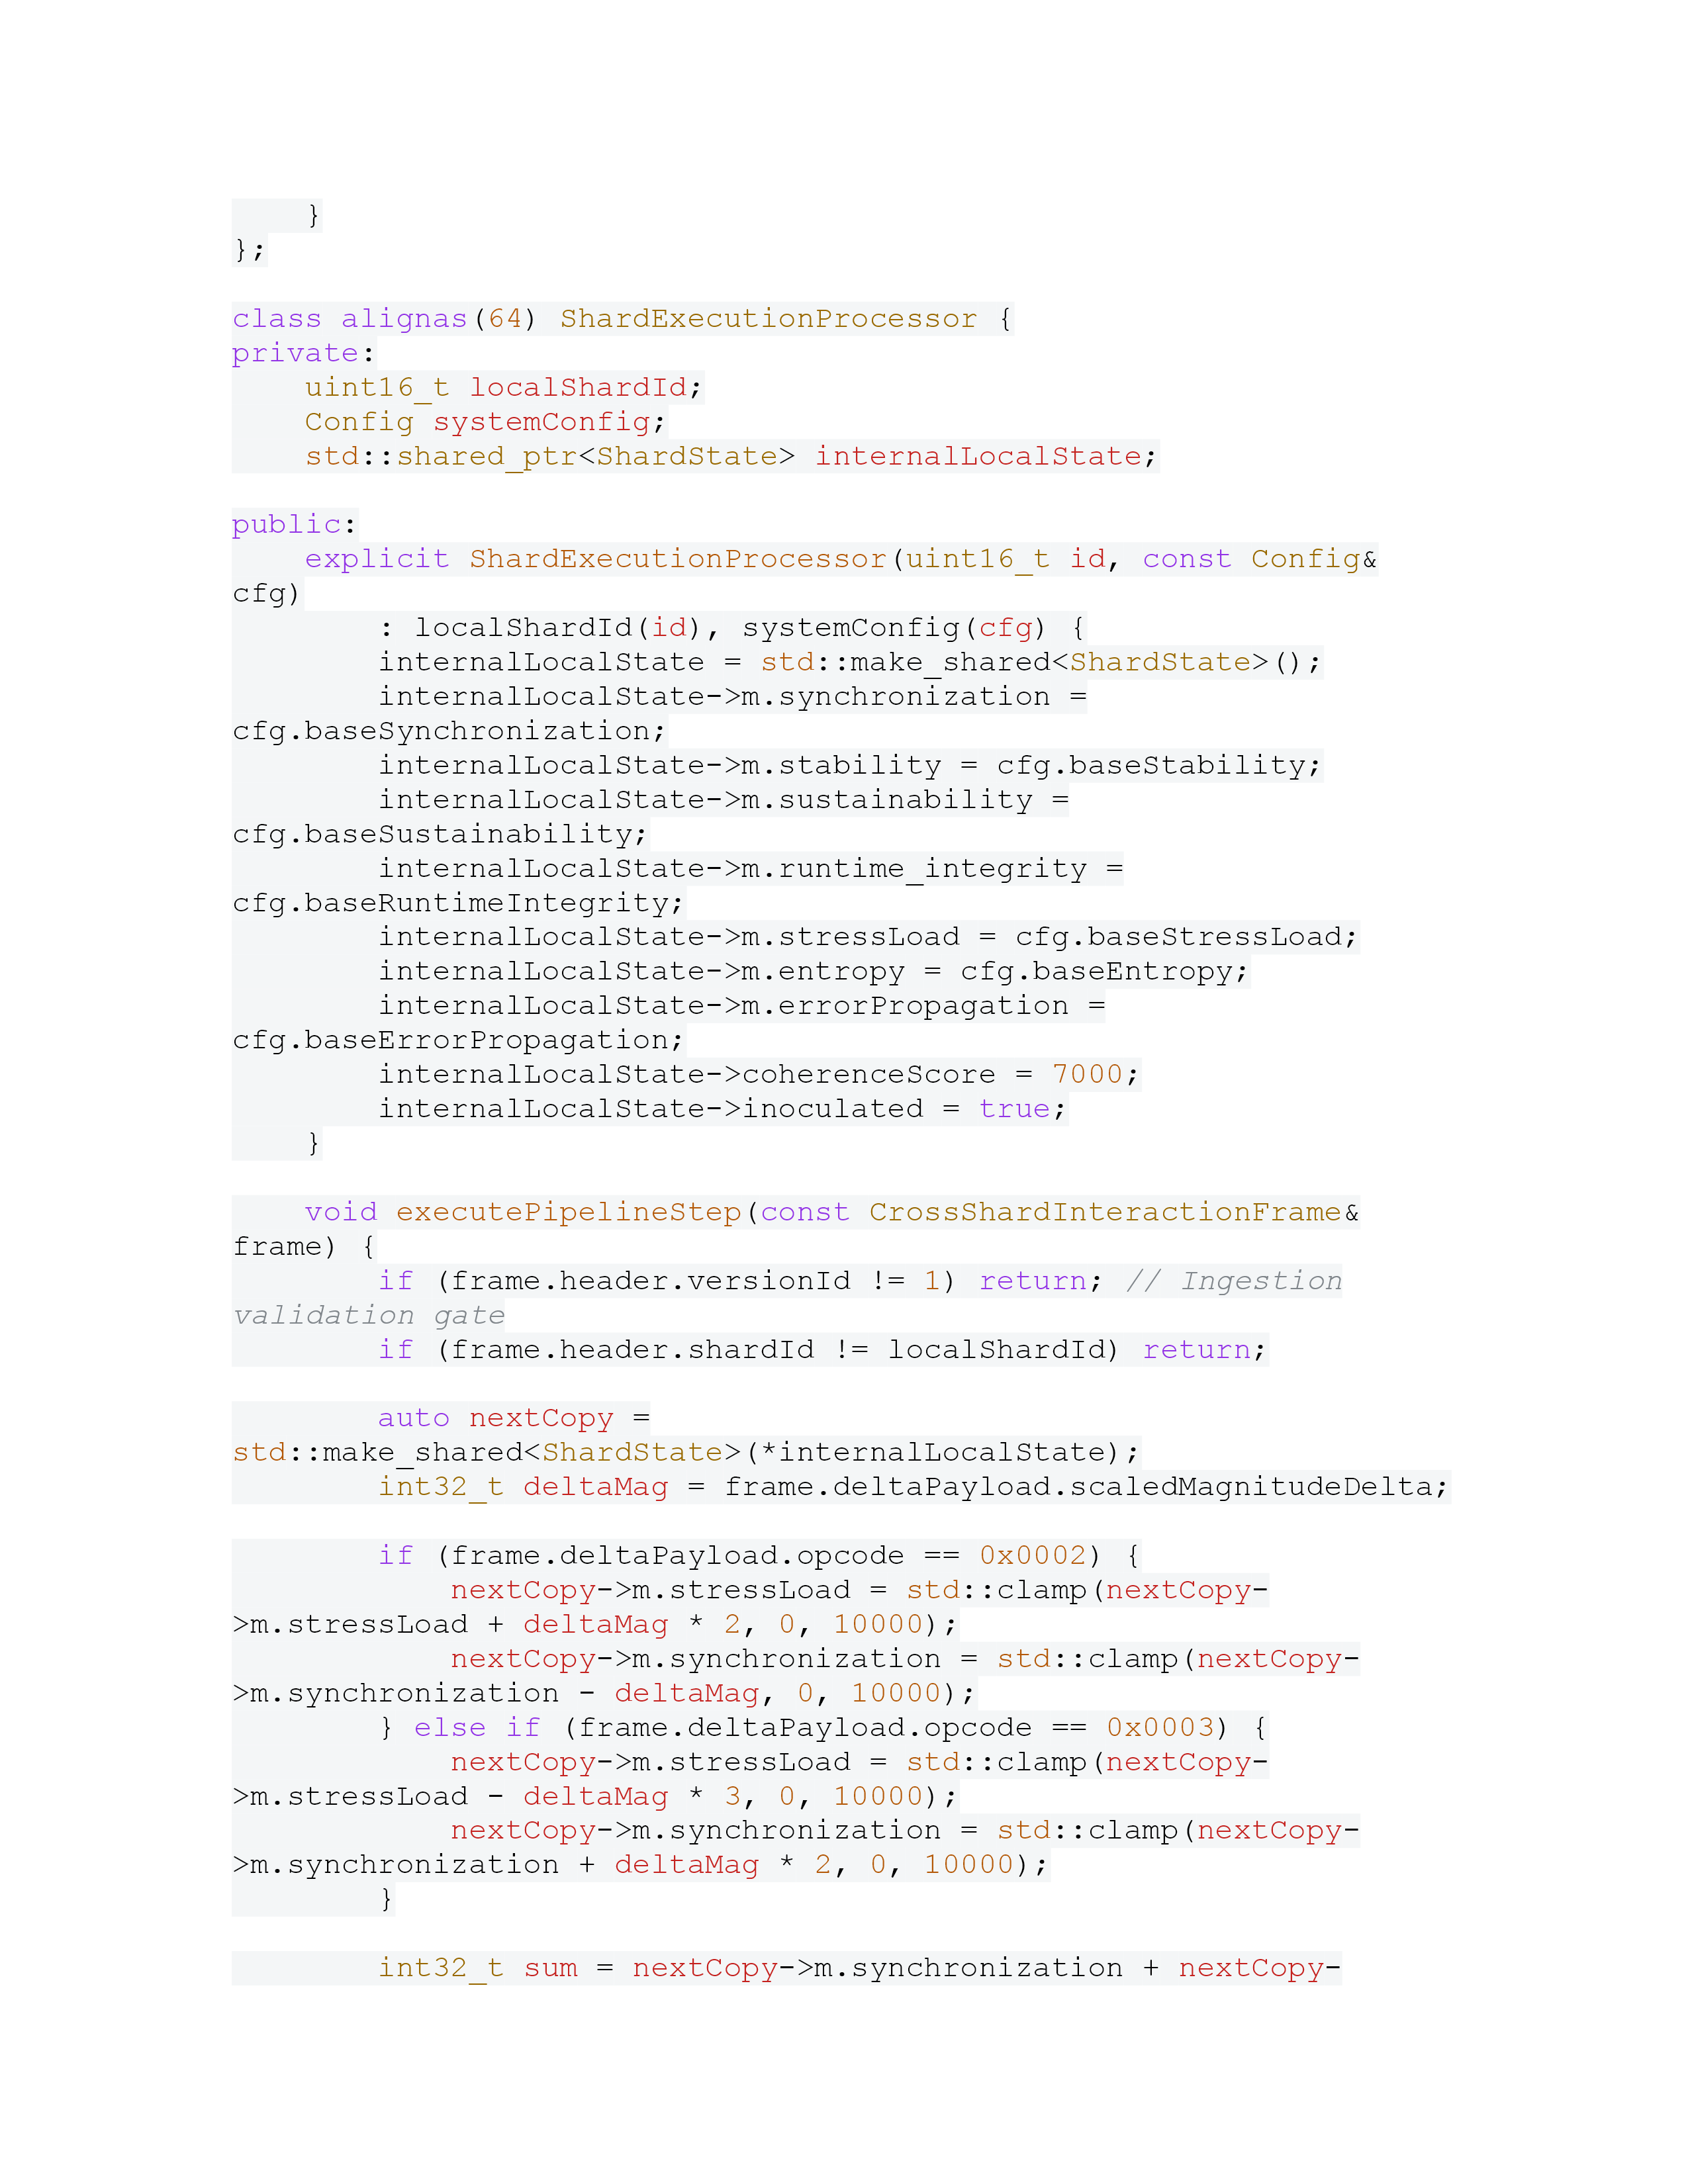 }
};

class alignas(64) ShardExecutionProcessor {
private:
    uint16_t localShardId;
    Config systemConfig;
    std::shared_ptr<ShardState> internalLocalState;

public:
    explicit ShardExecutionProcessor(uint16_t id, const Config&
cfg)
        : localShardId(id), systemConfig(cfg) {
        internalLocalState = std::make_shared<ShardState>();
        internalLocalState->m.synchronization =
cfg.baseSynchronization;
        internalLocalState->m.stability = cfg.baseStability;
        internalLocalState->m.sustainability =
cfg.baseSustainability;
        internalLocalState->m.runtime_integrity =
cfg.baseRuntimeIntegrity;
        internalLocalState->m.stressLoad = cfg.baseStressLoad;
        internalLocalState->m.entropy = cfg.baseEntropy;
        internalLocalState->m.errorPropagation =
cfg.baseErrorPropagation;
        internalLocalState->coherenceScore = 7000;
        internalLocalState->inoculated = true;
    }

    void executePipelineStep(const CrossShardInteractionFrame&
frame) {
        if (frame.header.versionId != 1) return; // Ingestion
validation gate
        if (frame.header.shardId != localShardId) return;

        auto nextCopy =
std::make_shared<ShardState>(*internalLocalState);
        int32_t deltaMag = frame.deltaPayload.scaledMagnitudeDelta;

        if (frame.deltaPayload.opcode == 0x0002) {
            nextCopy->m.stressLoad = std::clamp(nextCopy-
>m.stressLoad + deltaMag * 2, 0, 10000);
            nextCopy->m.synchronization = std::clamp(nextCopy-
>m.synchronization - deltaMag, 0, 10000);
        } else if (frame.deltaPayload.opcode == 0x0003) {
            nextCopy->m.stressLoad = std::clamp(nextCopy-
>m.stressLoad - deltaMag * 3, 0, 10000);
            nextCopy->m.synchronization = std::clamp(nextCopy-
>m.synchronization + deltaMag * 2, 0, 10000);
        }

        int32_t sum = nextCopy->m.synchronization + nextCopy-